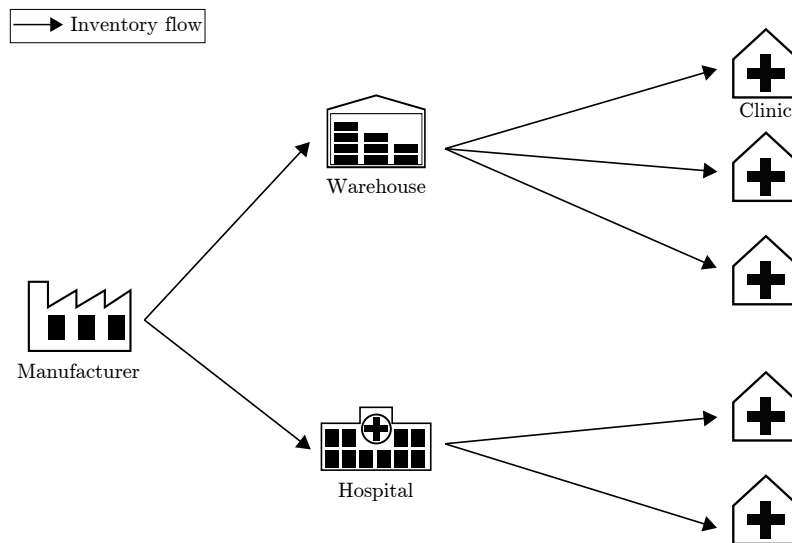 Inventory flow
Clinic
Warehouse
Manufacturer
Hospital